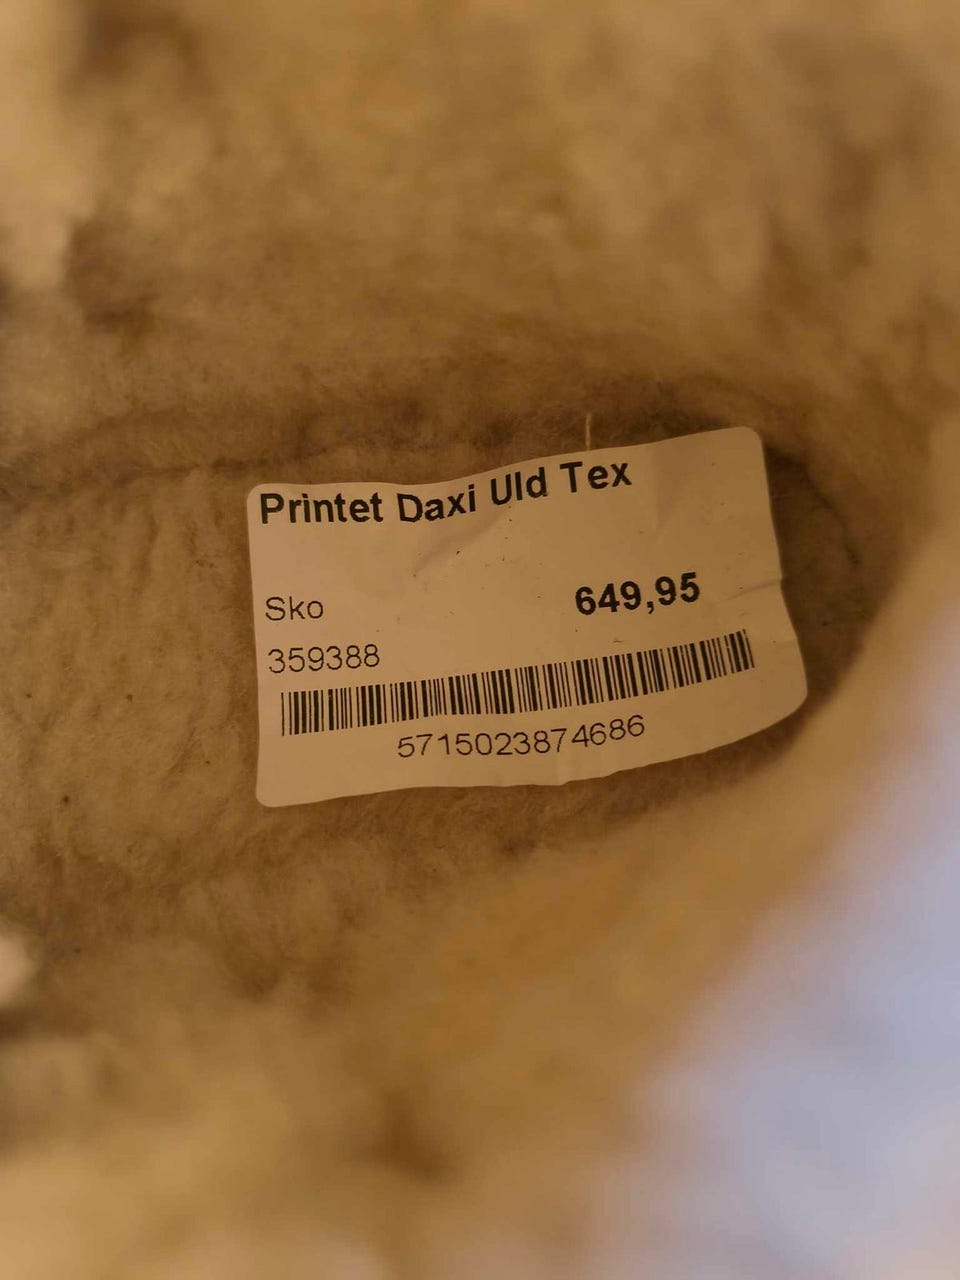 Printet Daxi Uld Tex
Sko 649,95
359388
5715023874686